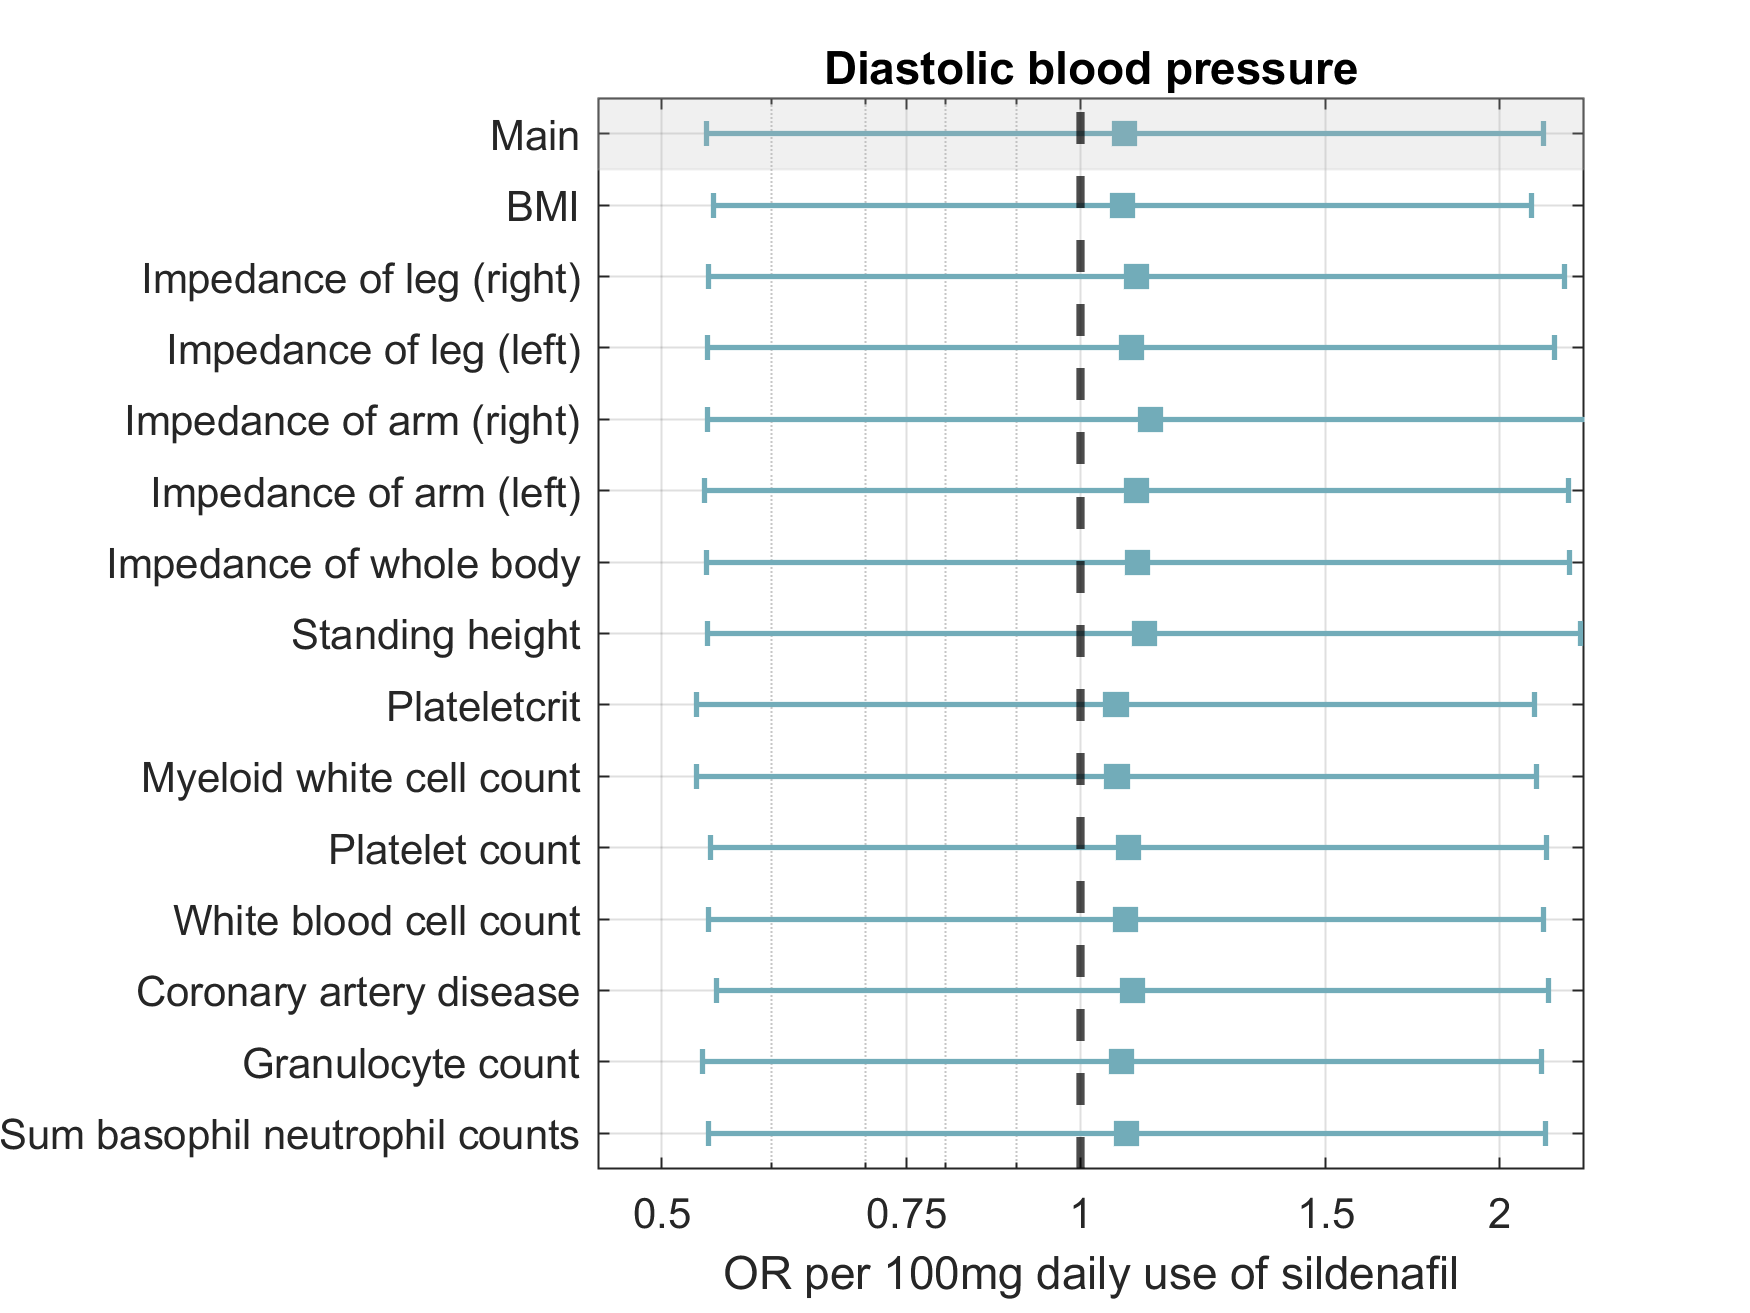 Diastolic blood pressure
Main
BMI
Impedance of leg (right)
Impedance of leg (left)
Impedance of arm (right)
Impedance of arm (left)
Impedance of whole body
Standing height
Plateletcrit
Myeloid white cell count
Platelet count
White blood cell count
Coronary artery disease
Granulocyte count
Sum basophil neutrophil counts
0.5 0.75 1 1.5 2
OR per 100mg daily use of sildenafil